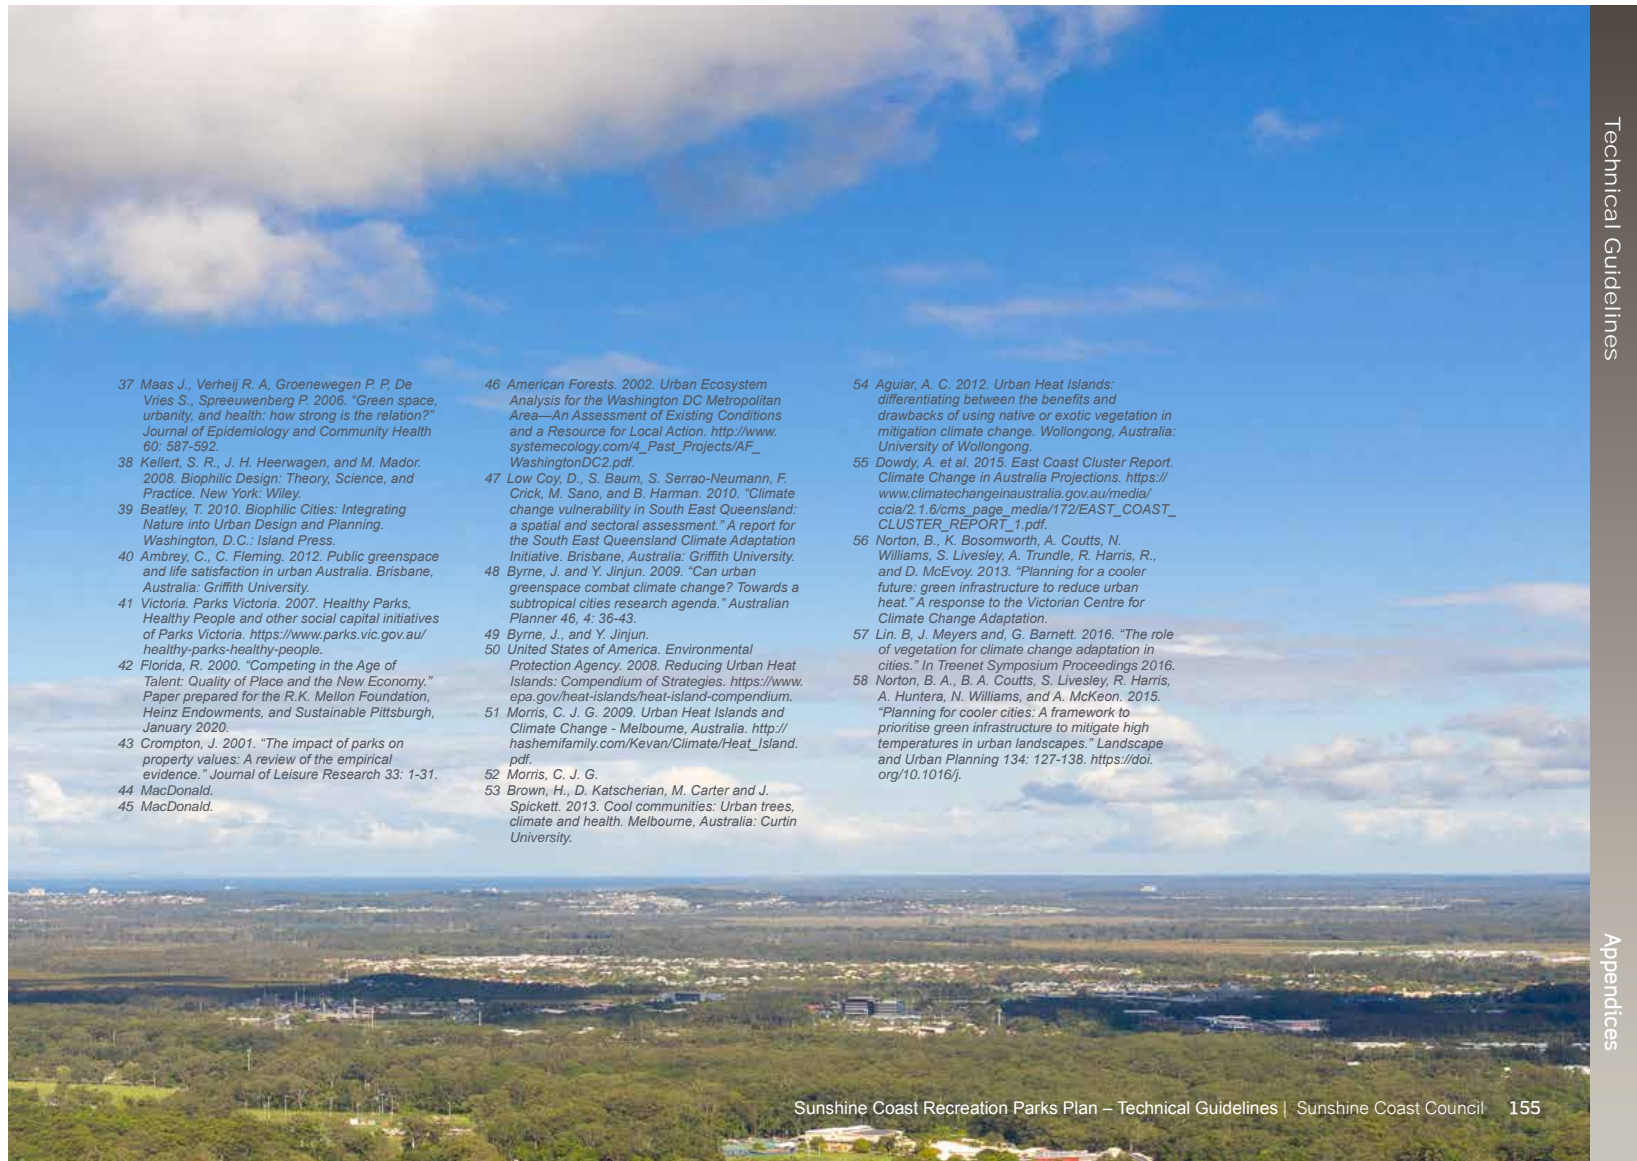 37 Maas J., Verheij R. A, Groenewegen P. P, De
Vries S., Spreeuwenberg P. 2006. “Green space,
urbanity, and health: how strong is the relation?”
Journal of Epidemiology and Community Health
60: 587-592.
38 Kellert, S. R., J. H. Heerwagen, and M. Mador.
2008. Biophilic Design: Theory, Science, and
Practice. New York: Wiley.
39 Beatley, T. 2010. Biophilic Cities: Integrating
Nature into Urban Design and Planning.
Washington, D.C.: Island Press.
40 Ambrey, C., C. Fleming. 2012. Public greenspace
and life satisfaction in urban Australia. Brisbane,
Australia: Griffith University.
41 Victoria. Parks Victoria. 2007. Healthy Parks,
Healthy People and other social capital initiatives
of Parks Victoria. https://www.parks.vic.gov.au/
healthy-parks-healthy-people.
42 Florida, R. 2000. “Competing in the Age of
Talent: Quality of Place and the New Economy.”
Paper prepared for the R.K. Mellon Foundation,
Heinz Endowments, and Sustainable Pittsburgh,
January 2020.
43 Crompton, J. 2001. “The impact of parks on
property values: A review of the empirical
evidence.” Journal of Leisure Research 33: 1-31.
44 MacDonald.
45 MacDonald.
46 American Forests. 2002. Urban Ecosystem
Analysis for the Washington DC Metropolitan
Area—An Assessment of Existing Conditions
and a Resource for Local Action. http://www.
systemecology.com/4_Past_Projects/AF_
WashingtonDC2.pdf.
47 Low Coy, D., S. Baum, S. Serrao-Neumann, F.
Crick, M. Sano, and B. Harman. 2010. “Climate
change vulnerability in South East Queensland:
a spatial and sectoral assessment.” A report for
the South East Queensland Climate Adaptation
Initiative. Brisbane, Australia: Griffith University.
48 Byrne, J. and Y. Jinjun. 2009. “Can urban
greenspace combat climate change? Towards a
subtropical cities research agenda.” Australian
Planner 46, 4: 36-43.
49 Byrne, J., and Y. Jinjun.
50 United States of America. Environmental
Protection Agency. 2008. Reducing Urban Heat
Islands: Compendium of Strategies. https://www.
epa.gov/heat-islands/heat-island-compendium.
51 Morris, C. J. G. 2009. Urban Heat Islands and
Climate Change - Melbourne, Australia. http://
hashemifamily.com/Kevan/Climate/Heat_Island.
pdf.
52 Morris, C. J. G.
53 Brown, H., D. Katscherian, M. Carter and J.
Spickett. 2013. Cool communities: Urban trees,
climate and health. Melbourne, Australia: Curtin
University.
54 Aguiar, A. C. 2012. Urban Heat Islands:
differentiating between the benefits and
drawbacks of using native or exotic vegetation in
mitigation climate change. Wollongong, Australia:
University of Wollongong.
55 Dowdy, A. et al. 2015. East Coast Cluster Report.
Climate Change in Australia Projections. https://
www.climatechangeinaustralia.gov.au/media/
ccia/2.1.6/cms_page_media/172/EAST_COAST_
CLUSTER_REPORT_1.pdf.
56 Norton, B., K. Bosomworth, A. Coutts, N.
Williams, S. Livesley, A. Trundle, R. Harris, R.,
and D. McEvoy. 2013. “Planning for a cooler
future: green infrastructure to reduce urban
heat.” A response to the Victorian Centre for
Climate Change Adaptation.
57 Lin. B, J. Meyers and, G. Barnett. 2016. “The role
of vegetation for climate change adaptation in
cities.” In Treenet Symposium Proceedings 2016.
58 Norton, B. A., B. A. Coutts, S. Livesley, R. Harris,
A. Huntera, N. Williams, and A. McKeon. 2015.
“Planning for cooler cities: A framework to
prioritise green infrastructure to mitigate high
temperatures in urban landscapes.” Landscape
and Urban Planning 134: 127-138. https://doi.
org/10.1016/j.
Technical Guidelines
Appendices
Sunshine Coast Recreation Parks Plan – Technical Guidelines | Sunshine Coast Council 155